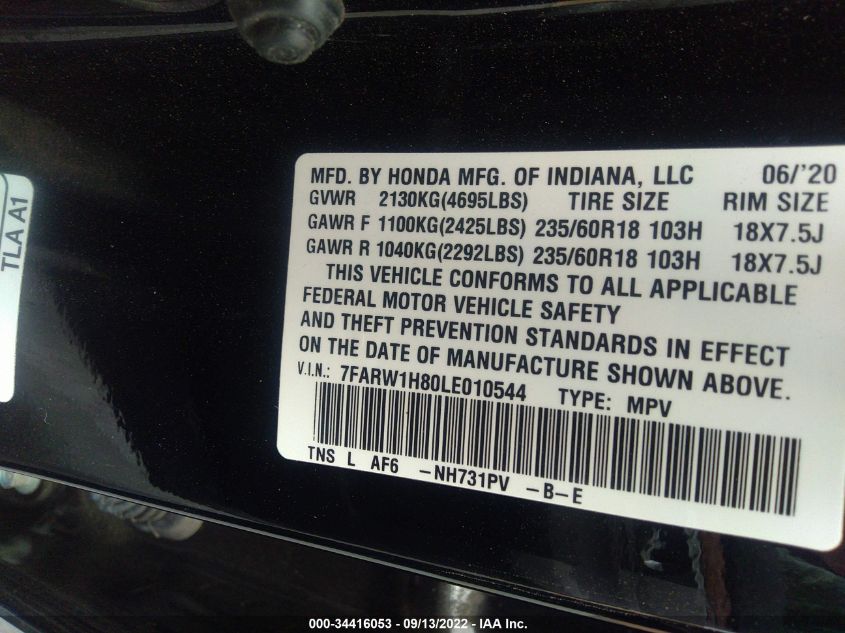 MFD. BY HONDA MFG. OF INDIANA, LLC 06/'20
GVWR 2130KG(4695LBS) TIRE SIZE RIM SIZE
GAWR F 1100KG(2425LBS) 235/60R18 103H 18X7.5J
GAWR R 1040KG(2292LBS) 235/60R18 103H 18X7.5J
THIS VEHICLE CONFORMS TO ALL APPLICABLE
FEDERAL MOTOR VEHICLE SAFETY
AND THEFT PREVENTION STANDARDS IN EFFECT
ON THE DATE OF MANUFACTURE SHOWN ABOVE.
V.I.N.: 7FARW1H80LE010544 TYPE: MPV
TNS L AF6 -NH731PV -B-E
TLA A1
000-34416053 - 09/13/2022 - IAA Inc.